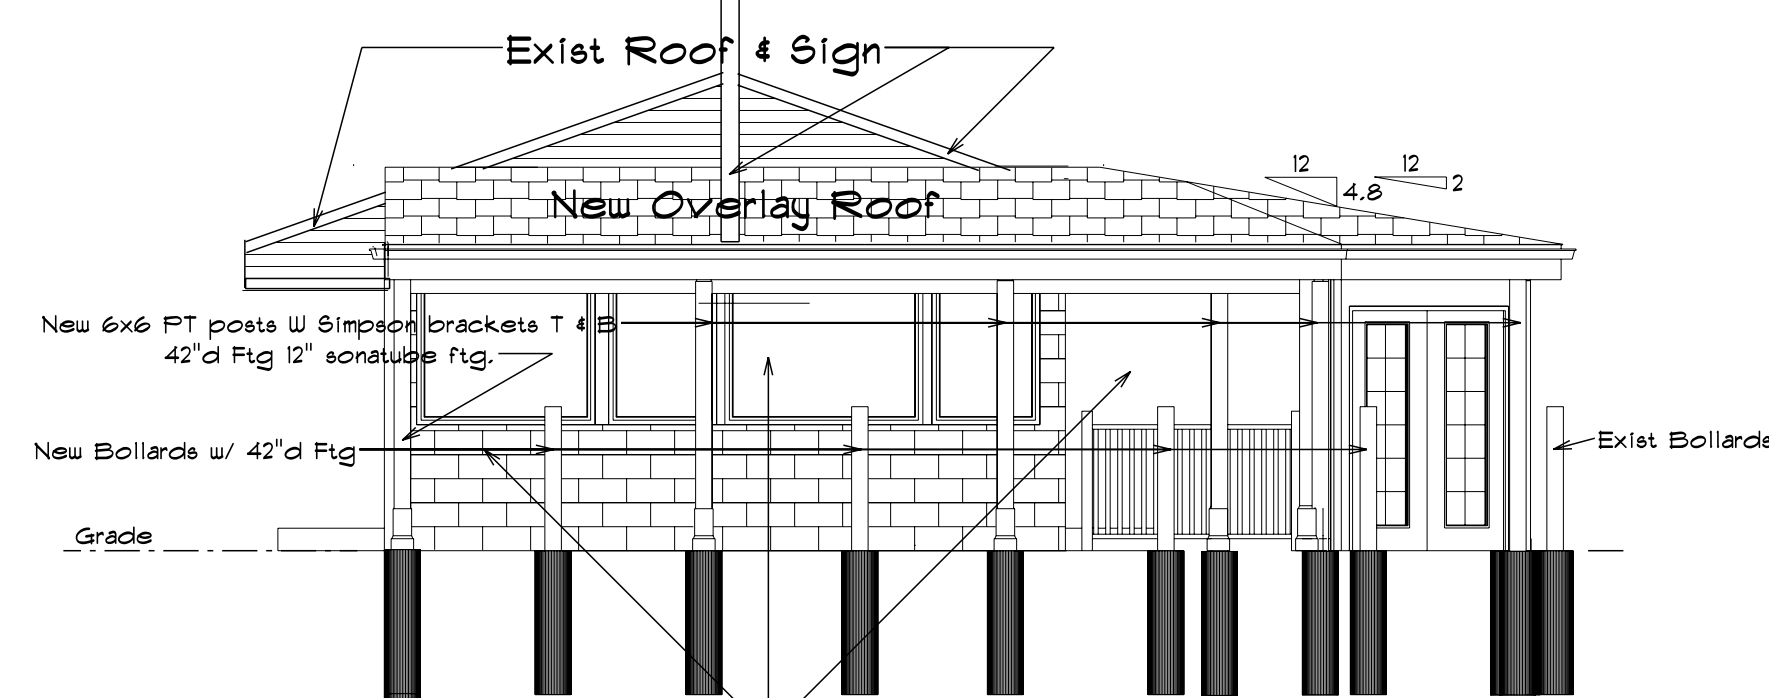 Exist Roof & Sign
12
4.8
12
2
New Overlay Roof
New 6x6 PT posts W Simpson brackets T & B
42"d Ftg 12" sonatube ftg.
New Bollards w/ 42"d Ftg
Exist Bollards
Grade